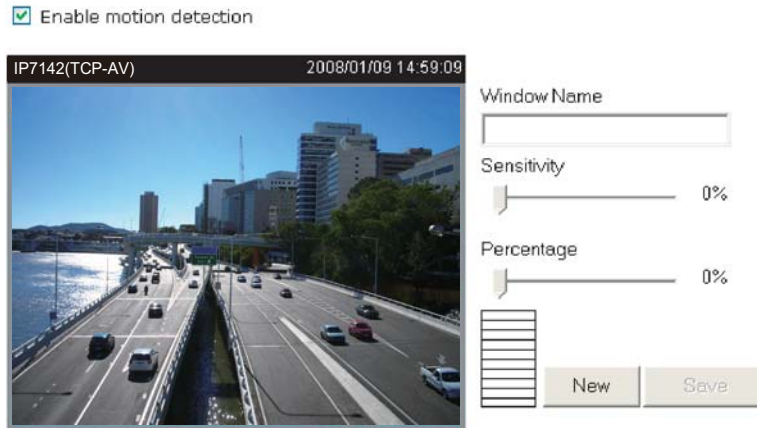 Enable motion detection
IP7142(TCP-AV) 2008/01/09 14:59:09
Window Name
Sensitivity
0%
Percentage
0%
New Save